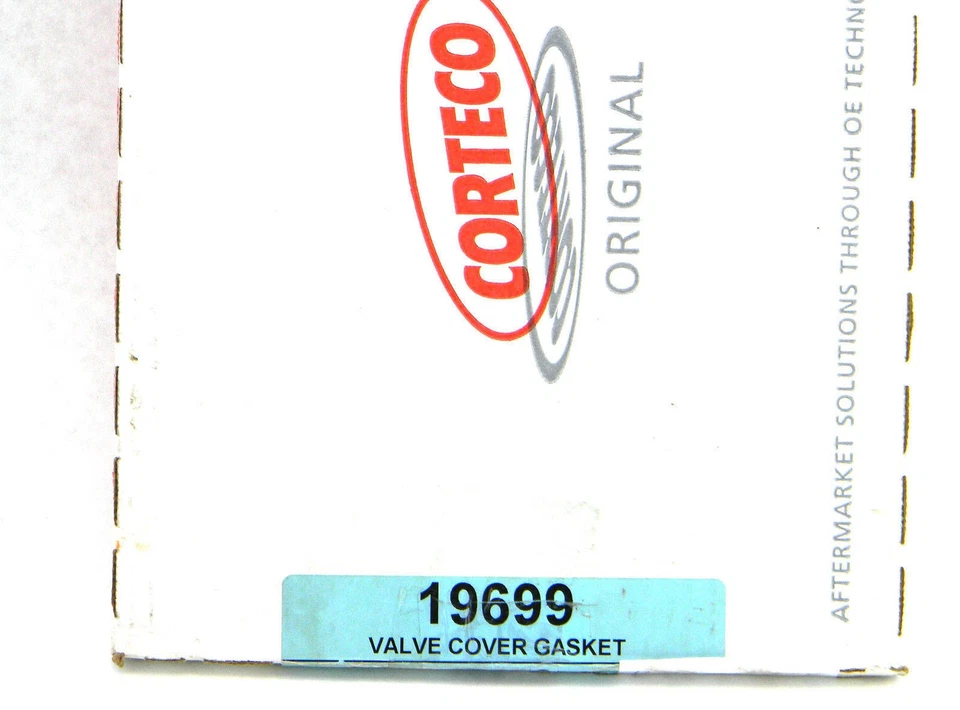 CORTECO
ORIGINAL
AFTERMARKET SOLUTIONS THROUGH OE
19699
VALVE COVER GASKET